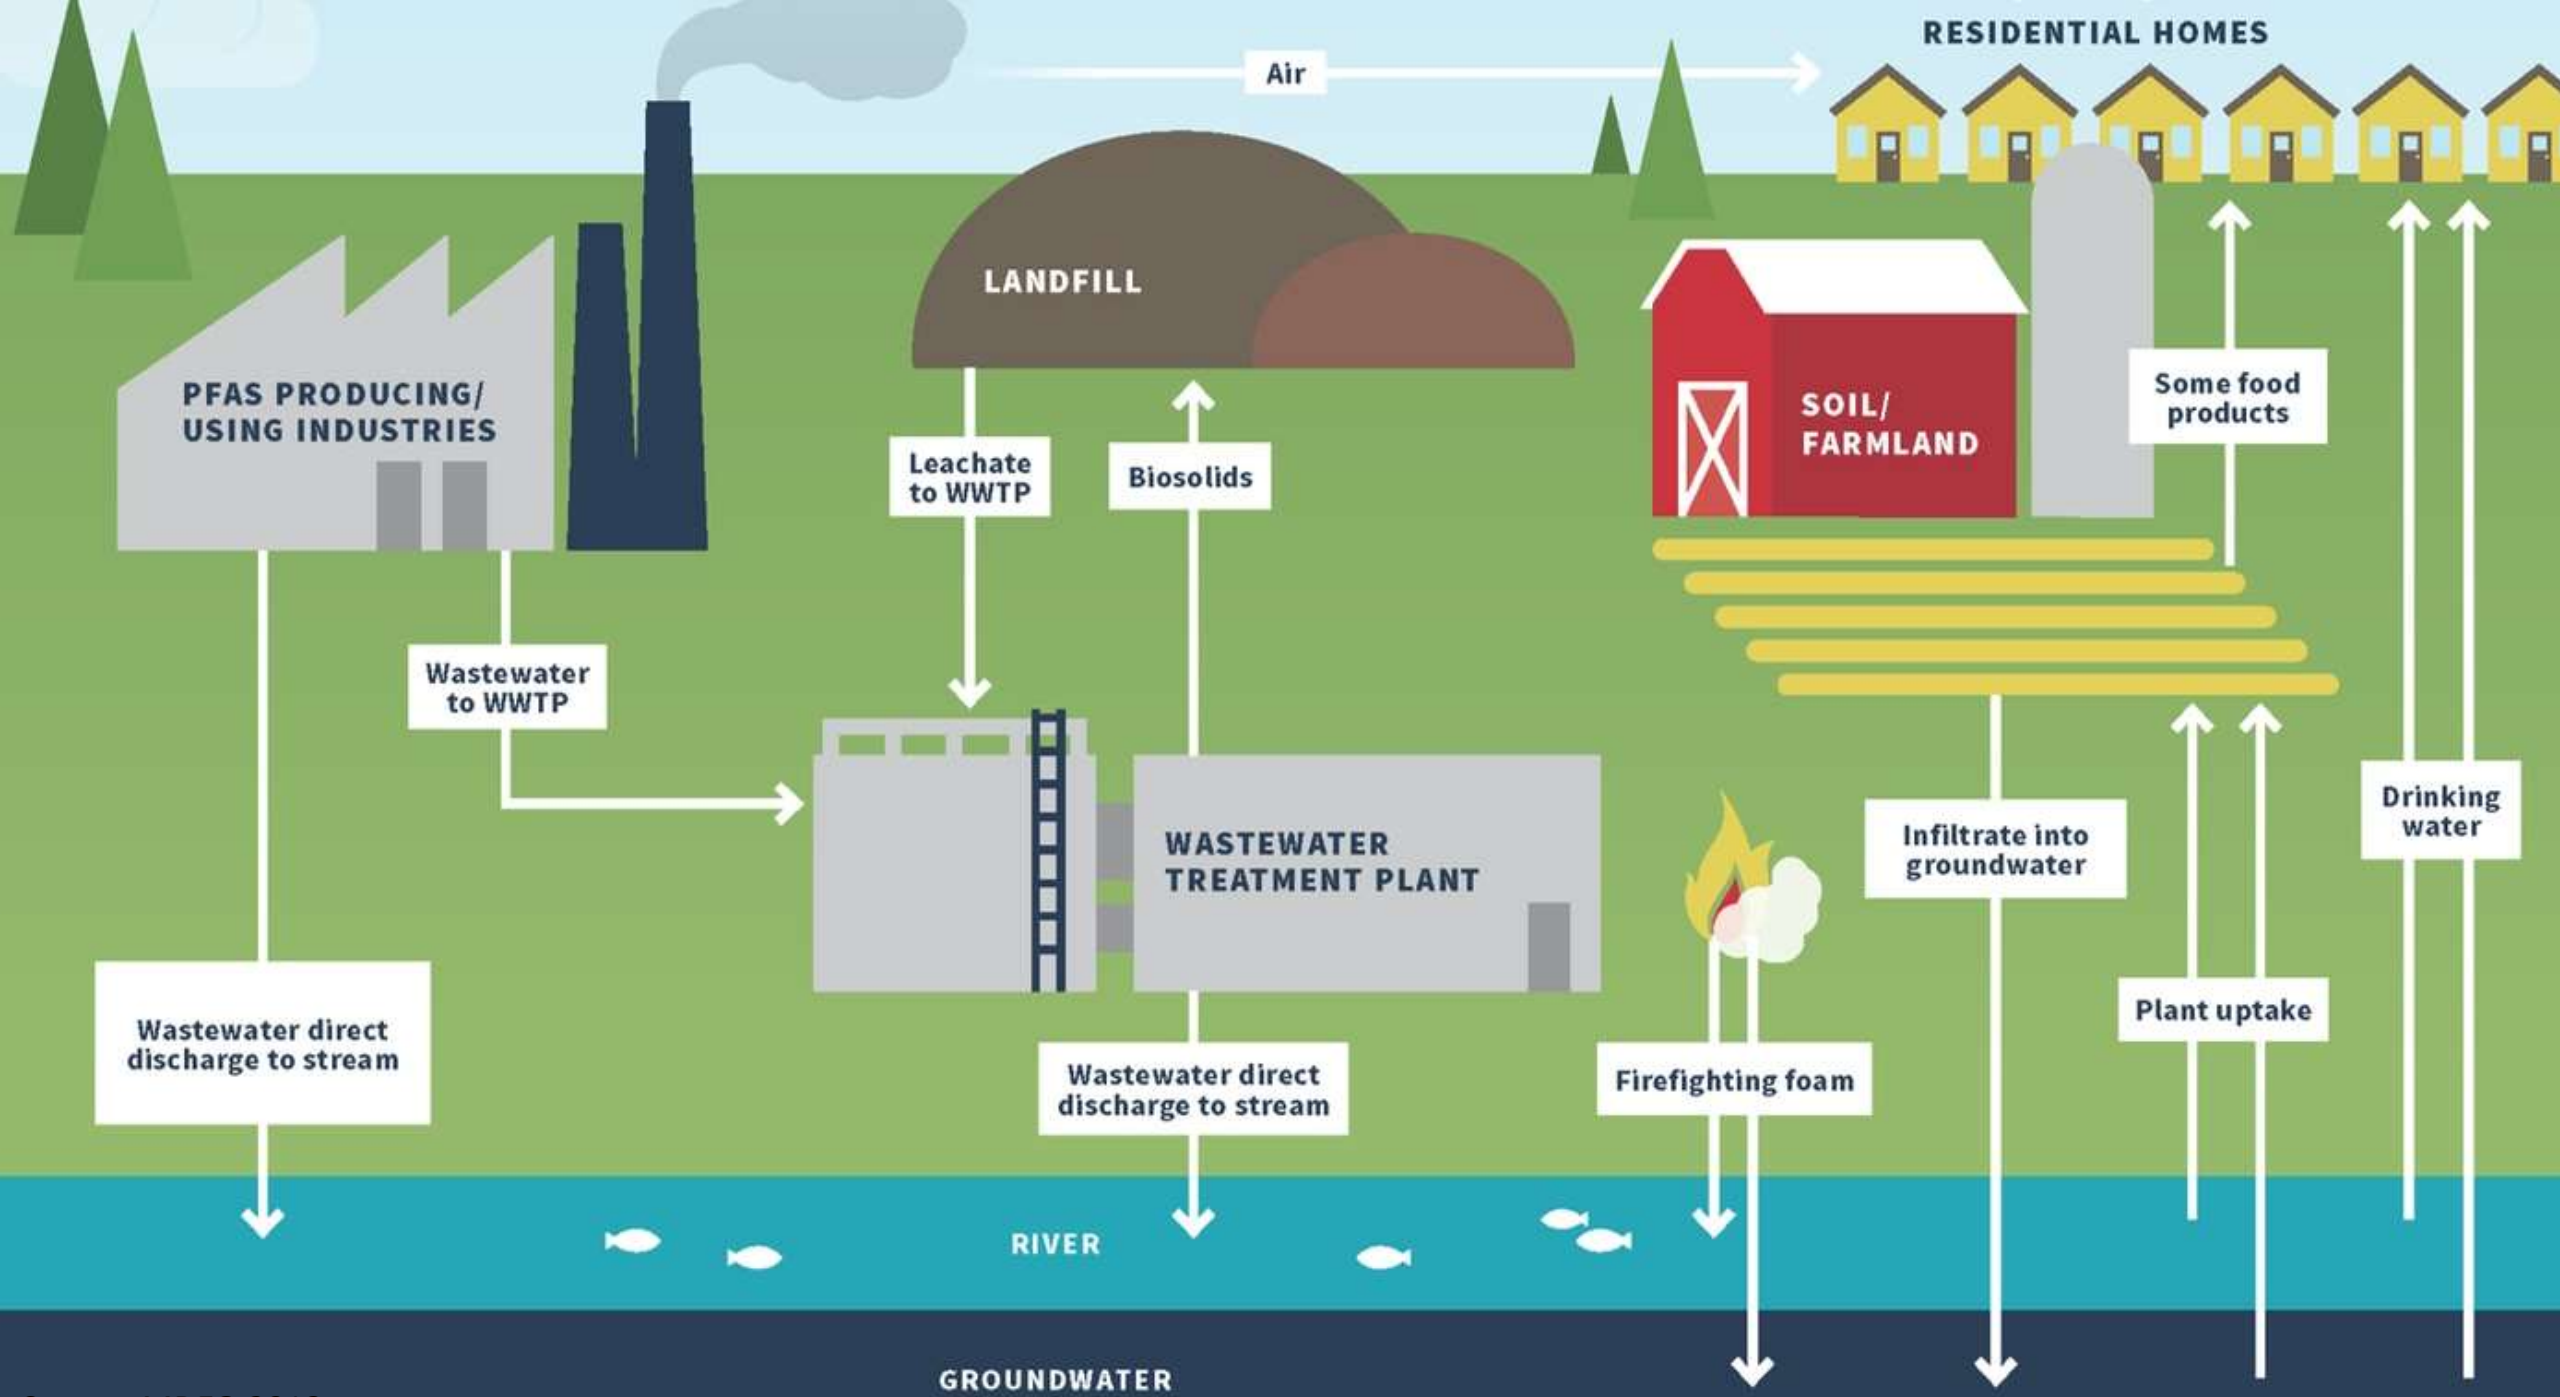 RESIDENTIAL HOMES
Air
LANDFILL
PFAS PRODUCING/
USING INDUSTRIES
SOIL/
FARMLAND
Some food
products
Leachate
to WWTP
Biosolids
Wastewater
to WWTP
WASTEWATER
TREATMENT PLANT
Infiltrate into
groundwater
Drinking
water
Plant uptake
Wastewater direct
discharge to stream
Wastewater direct
discharge to stream
Firefighting foam
RIVER
GROUNDWATER